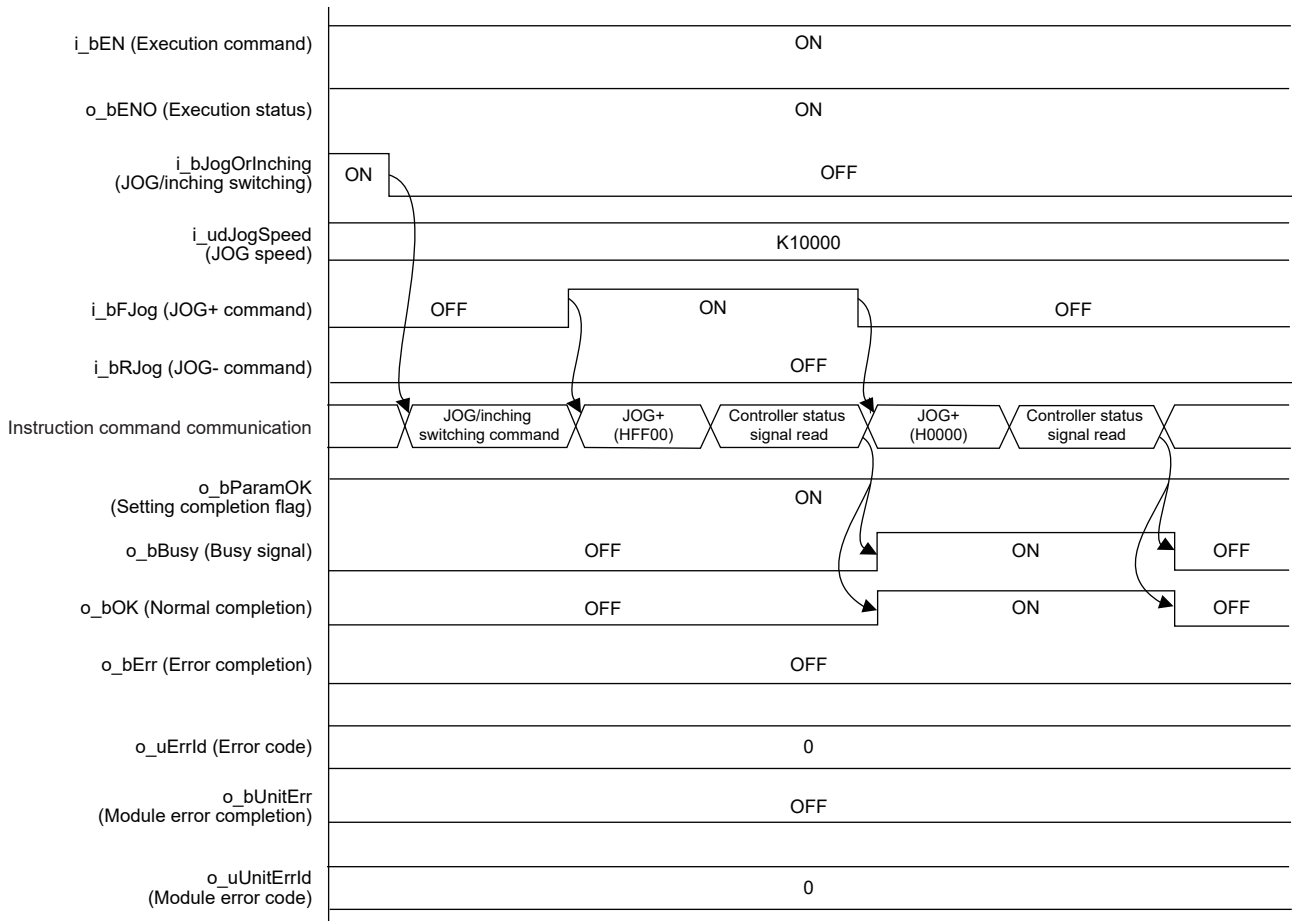 i_bEN (Execution command)
ON
o_bENO (Execution status)
ON
i_bJogOrInching
(JOG/inching switching)
ON
OFF
i_udJogSpeed
(JOG speed)
K10000
i_bFJog (JOG+ command)
OFF
ON
OFF
i_bRJog (JOG- command)
OFF
Instruction command communication
JOG/inching
switching command
JOG+
(HFF00)
Controller status
signal read
JOG+
(H0000)
Controller status
signal read
o_bParamOK
(Setting completion flag)
ON
o_bBusy (Busy signal)
OFF
ON
OFF
o_bOK (Normal completion)
OFF
ON
OFF
o_bErr (Error completion)
OFF
o_uErrId (Error code)
0
o_bUnitErr
(Module error completion)
OFF
o_uUnitErrId
(Module error code)
0